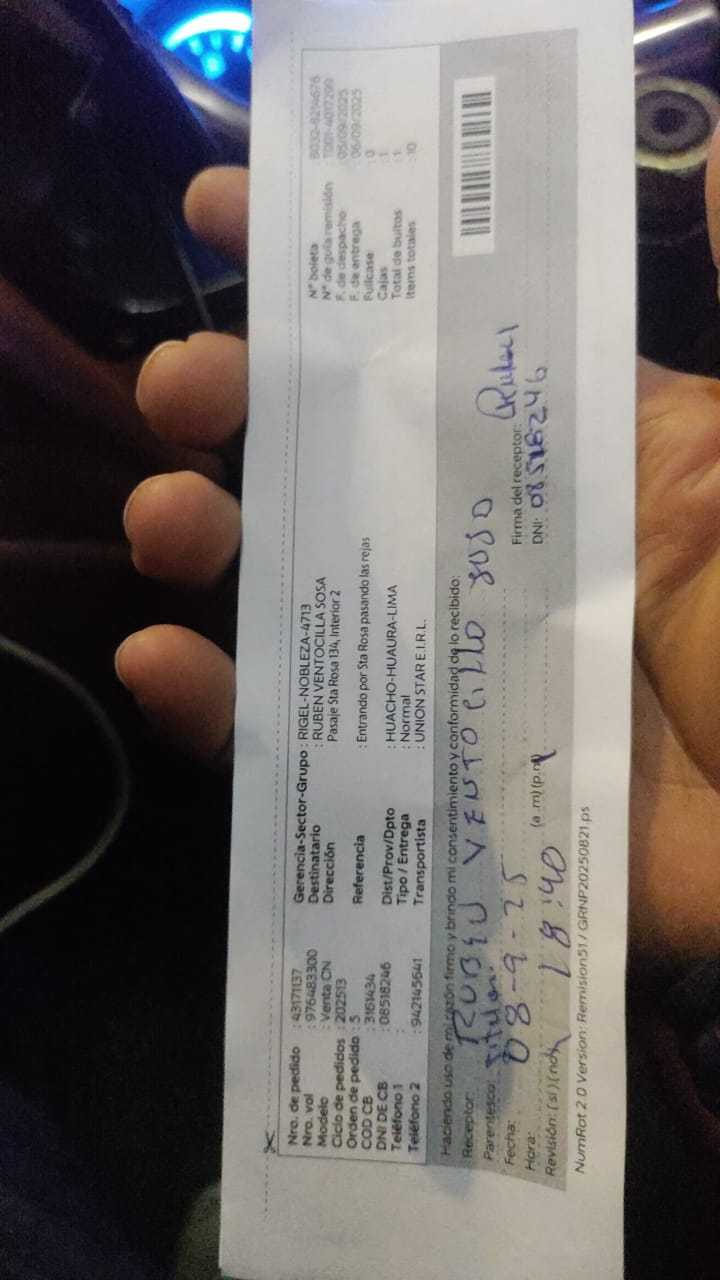 Nro. de pedido : 43171137
Nro. vol : 976483300
Modelo : Venta CN
Ciclo de pedidos : 202513
Orden de pedido : 5
COD CB : 3161434
DNI DE CB : 08518246
Teléfono 1 :
Teléfono 2 : 942145641
Gerencia-Sector-Grupo : RIGEL-NOBLEZA-4713
Destinatario : RUBEN VENTOCILLA SOSA
Dirección Pasaje Sta Rosa 134, Interior 2
Referencia : Entrando por Sta Rosa pasando las rejas
Dist/Prov/Dpto : HUACHO-HUAURA-LIMA
Tipo / Entrega : Normal
Transportista : UNION STAR E.I.R.L.
N° boleta
N° de guía remisión
F. de despacho 05/09/2025
F. de entrega 06/09/2025
Fullcase : 0
Cajas : 1
Total de bultos : 1
Items totales : 10
Haciendo uso de mi razón firmo y brindo mi consentimiento y conformidad de lo recibido:
Receptor: RUBEN VENTOCILLO SOSO
Parentesco: titular
Fecha: 08-9-25
Hora: 18:40 (a .m) (p.m)
Revisión: (si) (no)
Firma del receptor: Ruben
DNI: 08518246
NumRot 2.0 Version: Remision51 / GRNP20250821.ps